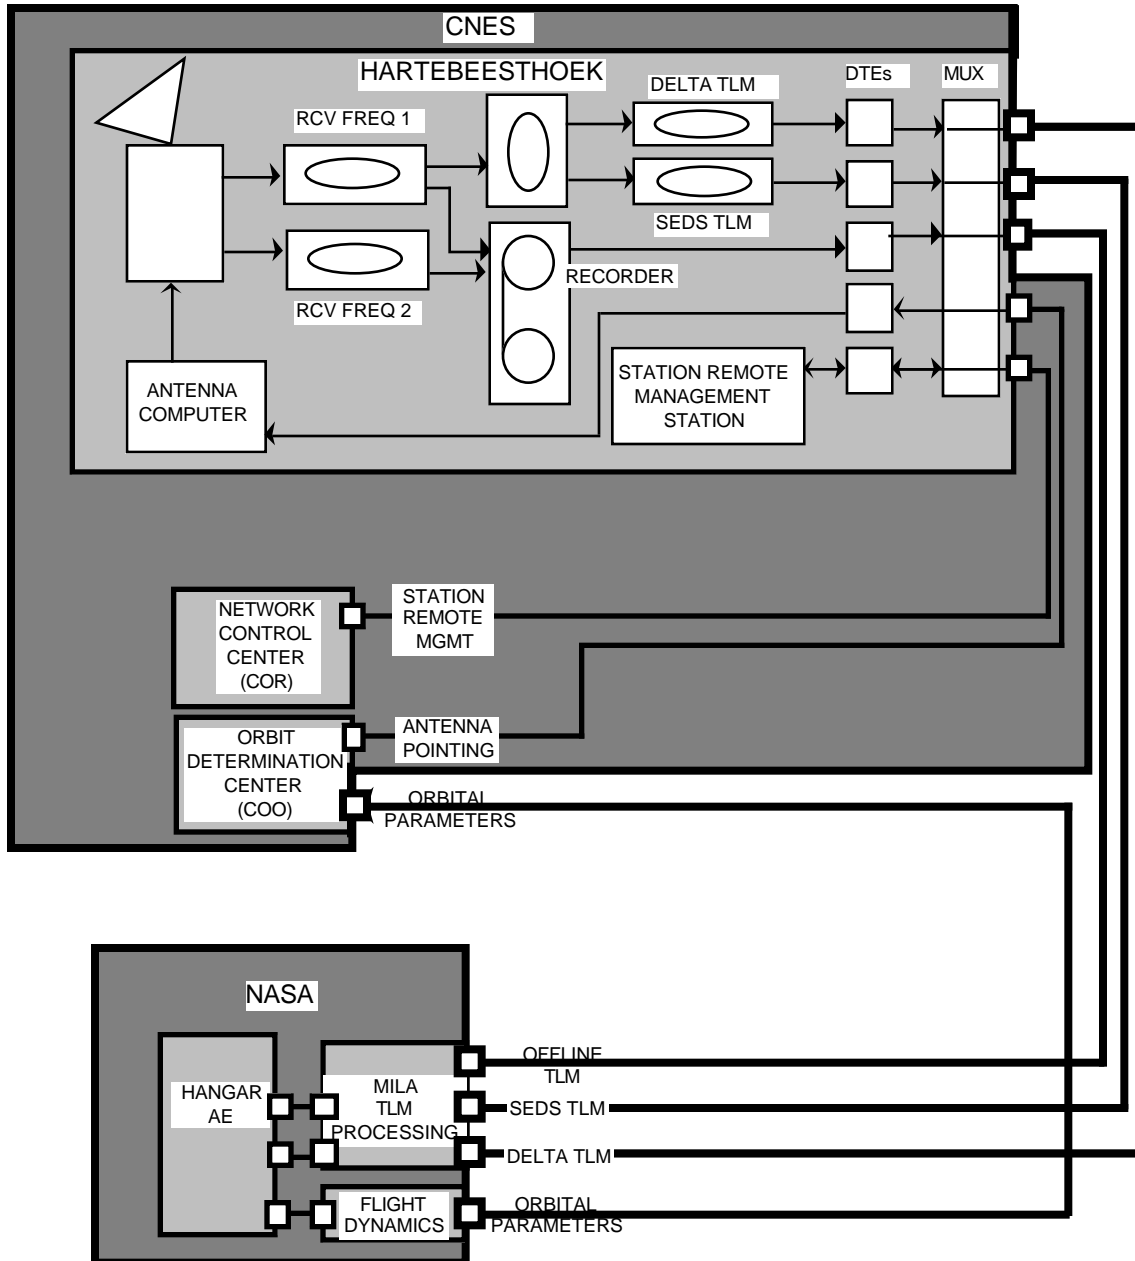 CNES
HARTEBEESTHOEK
DELTA TLM
DTEs
MUX
RCV FREQ 1
SEDS TLM
RECORDER
RCV FREQ 2
ANTENNA
COMPUTER
STATION REMOTE
MANAGEMENT
STATION
NETWORK
CONTROL
CENTER
(COR)
STATION
REMOTE
MGMT
ORBIT
DETERMINATION
CENTER
(COO)
ANTENNA
POINTING
ORBITAL
PARAMETERS
NASA
HANGAR
AE
MILA
TLM
PROCESSING
OFFLINE
TLM
SEDS TLM
DELTA TLM
FLIGHT
DYNAMICS
ORBITAL
PARAMETERS